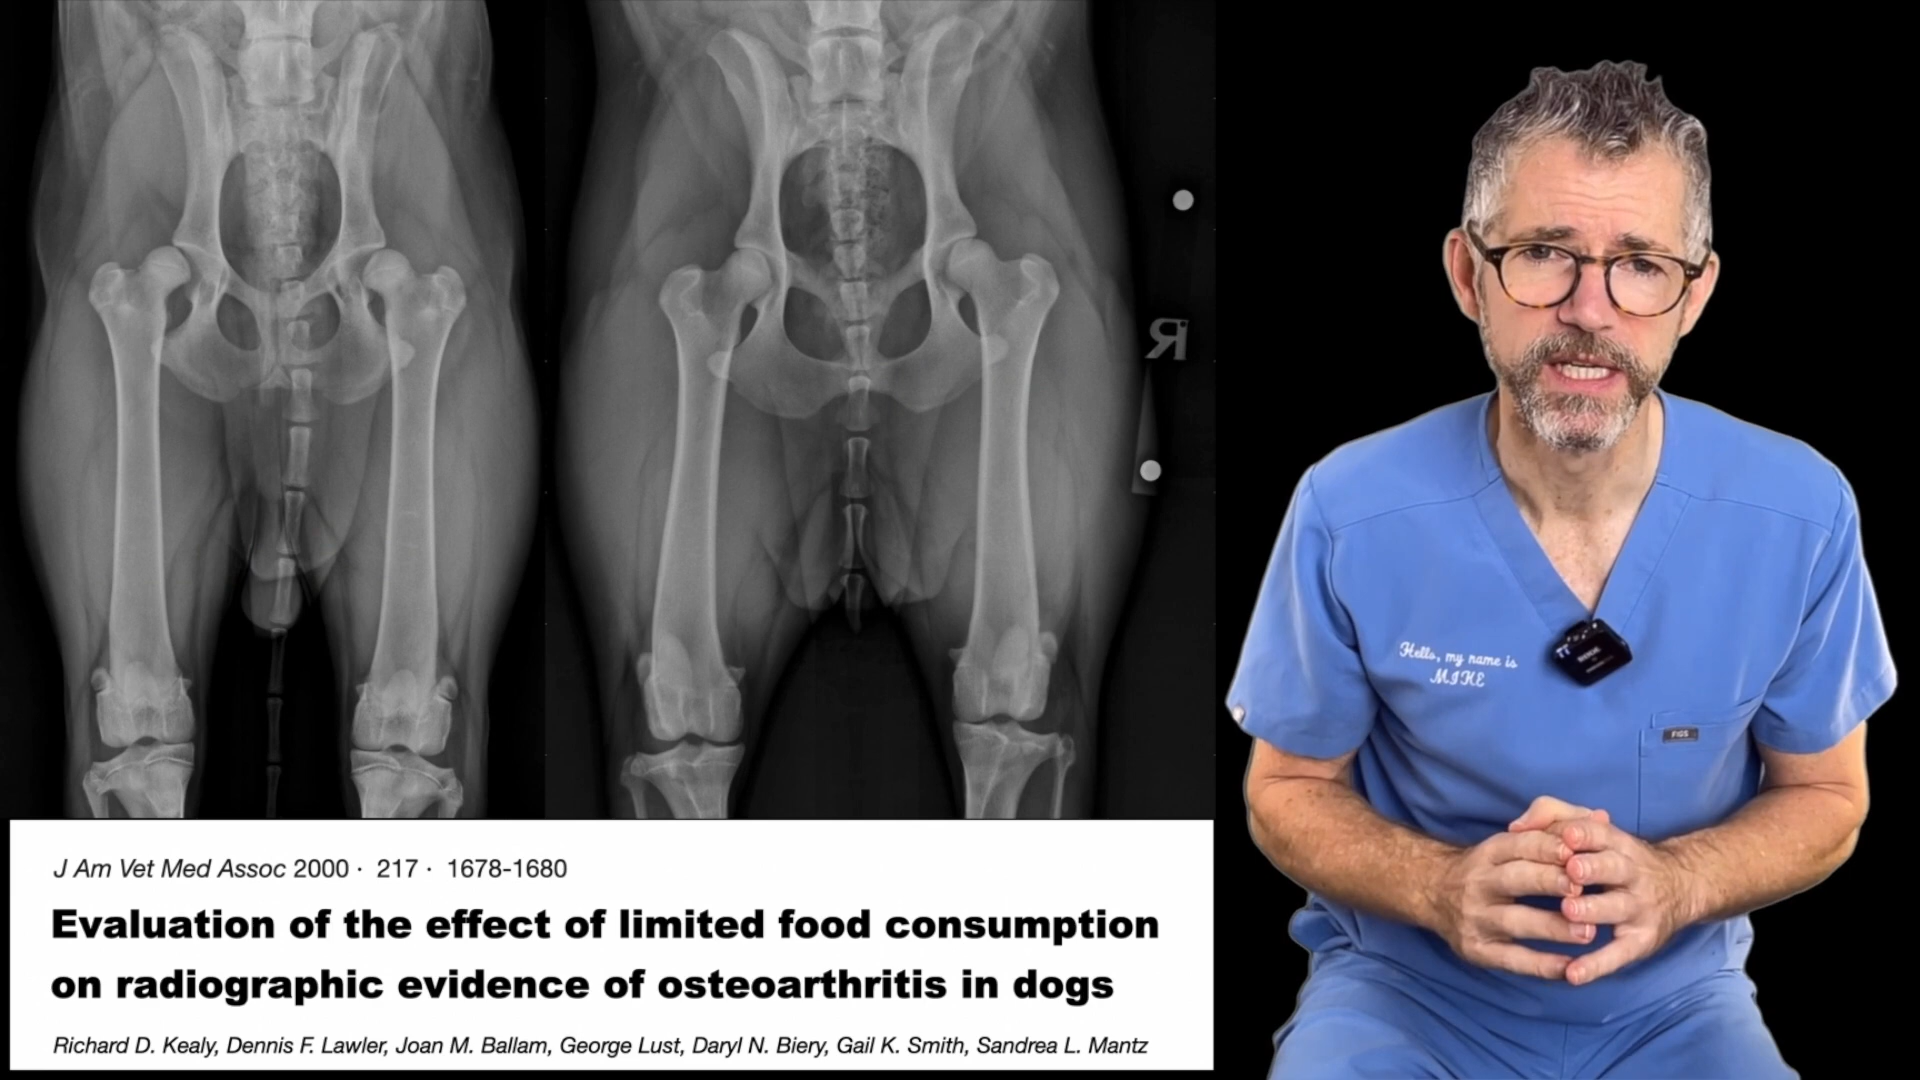 R
Hello, my name is
MIKE
FIGS
J Am Vet Med Assoc 2000 · 217 · 1678-1680
Evaluation of the effect of limited food consumption
on radiographic evidence of osteoarthritis in dogs
Richard D. Kealy, Dennis F. Lawler, Joan M. Ballam, George Lust, Daryl N. Biery, Gail K. Smith, Sandrea L. Mantz